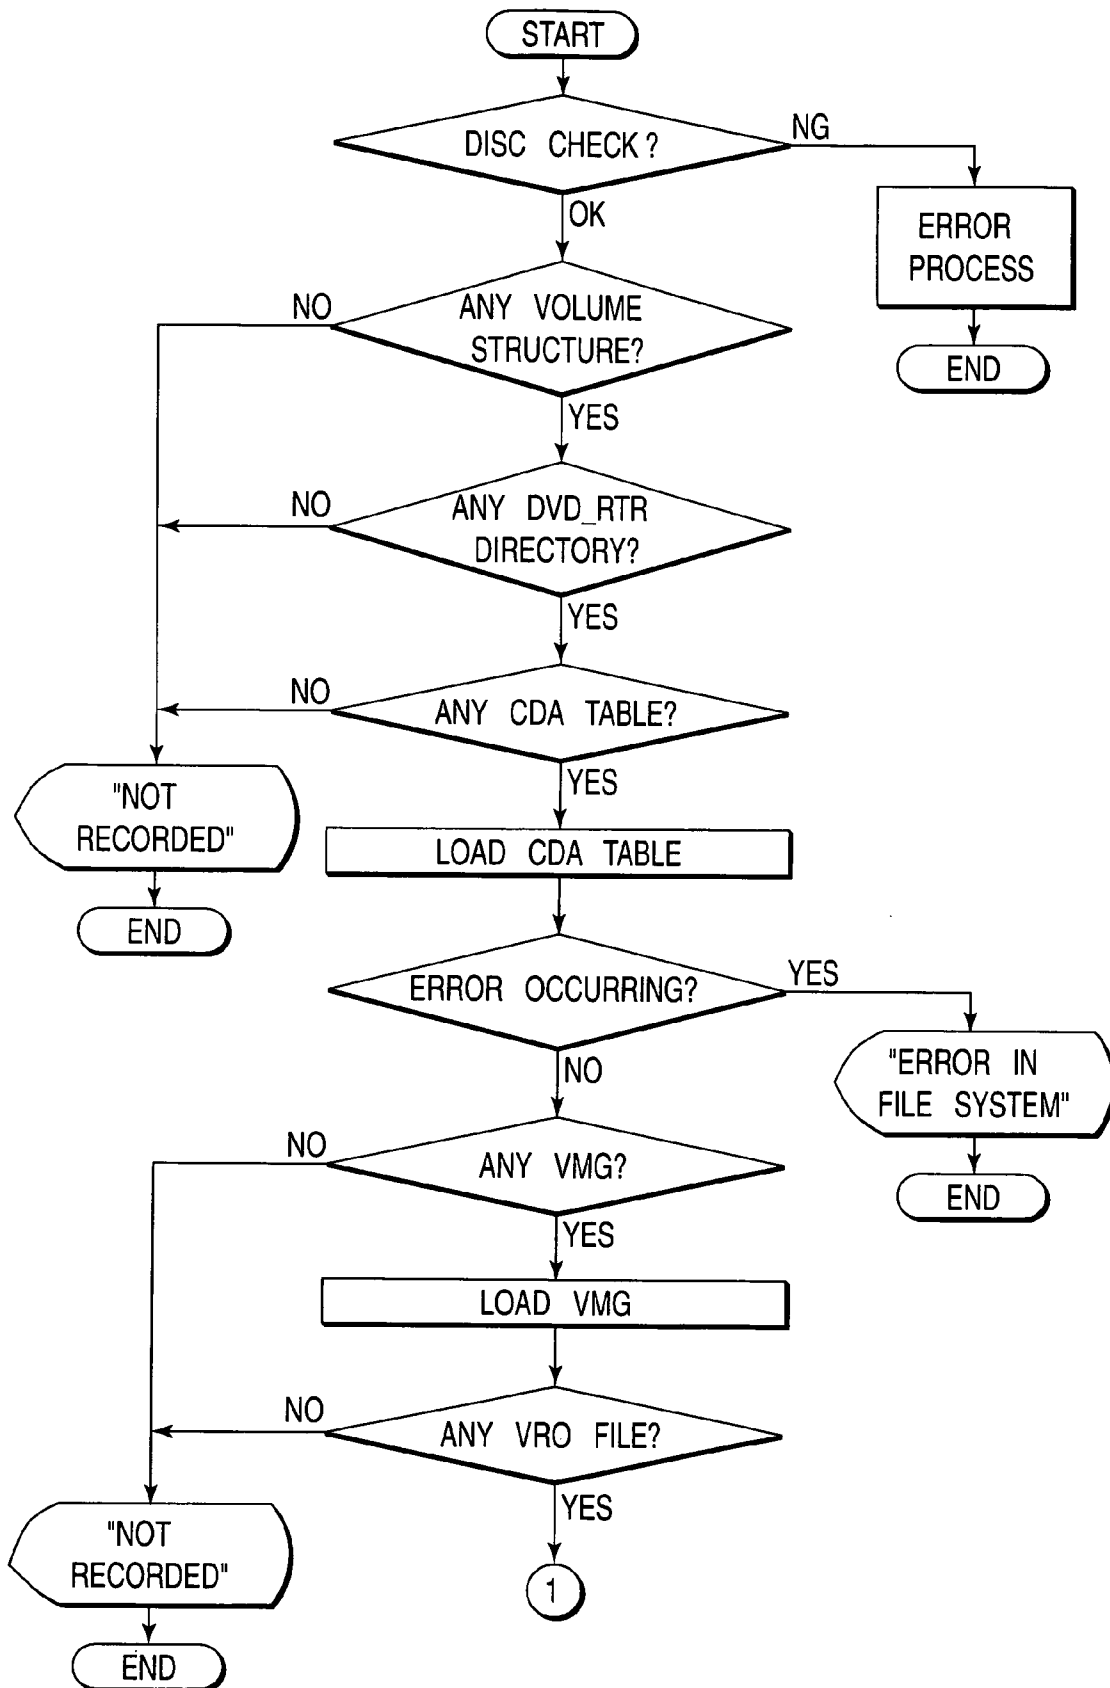 START
DISC CHECK?
NG
OK
ERROR
PROCESS
END
NO
ANY VOLUME
STRUCTURE?
YES
NO
ANY DVD_RTR
DIRECTORY?
YES
NO
ANY CDA TABLE?
YES
"NOT
RECORDED"
END
LOAD CDA TABLE
ERROR OCCURRING?
YES
NO
"ERROR IN
FILE SYSTEM"
END
NO
ANY VMG?
YES
LOAD VMG
NO
ANY VRO FILE?
YES
"NOT
RECORDED"
END
1